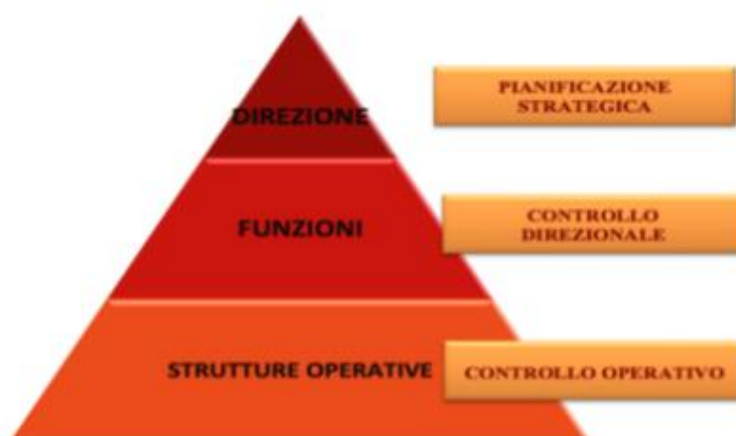 DIREZIONE
PIANIFICAZIONE
STRATEGICA
FUNZIONI
CONTROLLO
DIREZIONALE
STRUTTURE OPERATIVE
CONTROLLO OPERATIVO